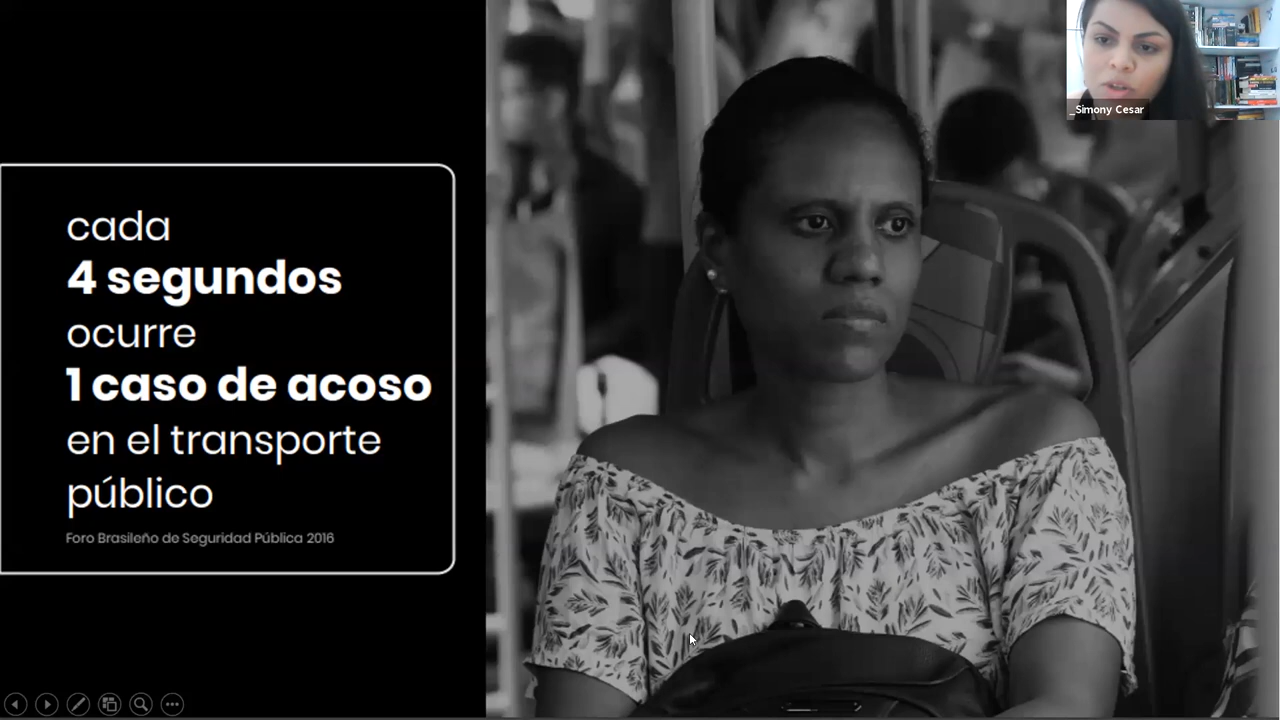 _Simony Cesar
cada
4 segundos
ocurre
1 caso de acoso
en el transporte
público
Foro Brasileño de Seguridad Pública 2016